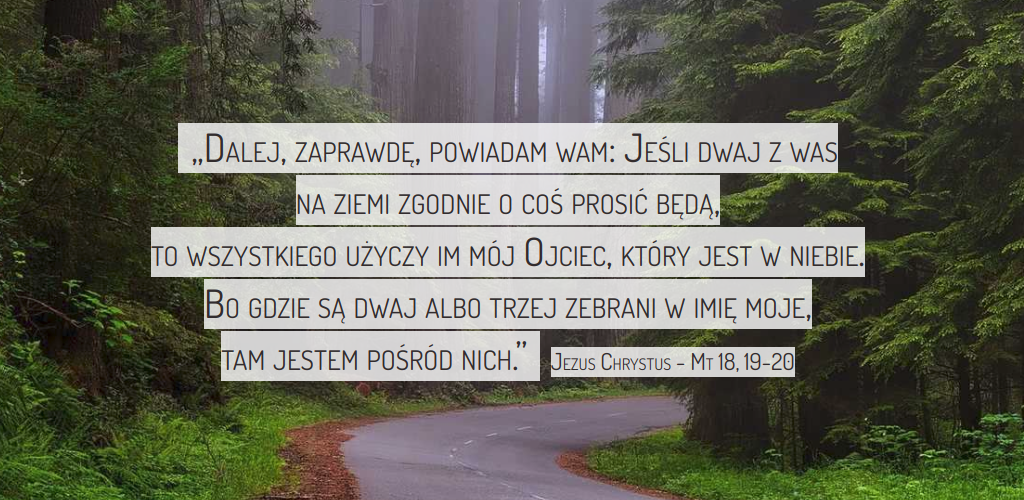 „Dalej, zaprawdę, powiadam wam: Jeśli dwaj z was
na ziemi zgodnie o coś prosić będą,
to wszystkiego użyczy im mój Ojciec, który jest w niebie.
Bo gdzie są dwaj albo trzej zebrani w imię moje,
tam jestem pośród nich.” Jezus Chrystus - Mt 18, 19-20